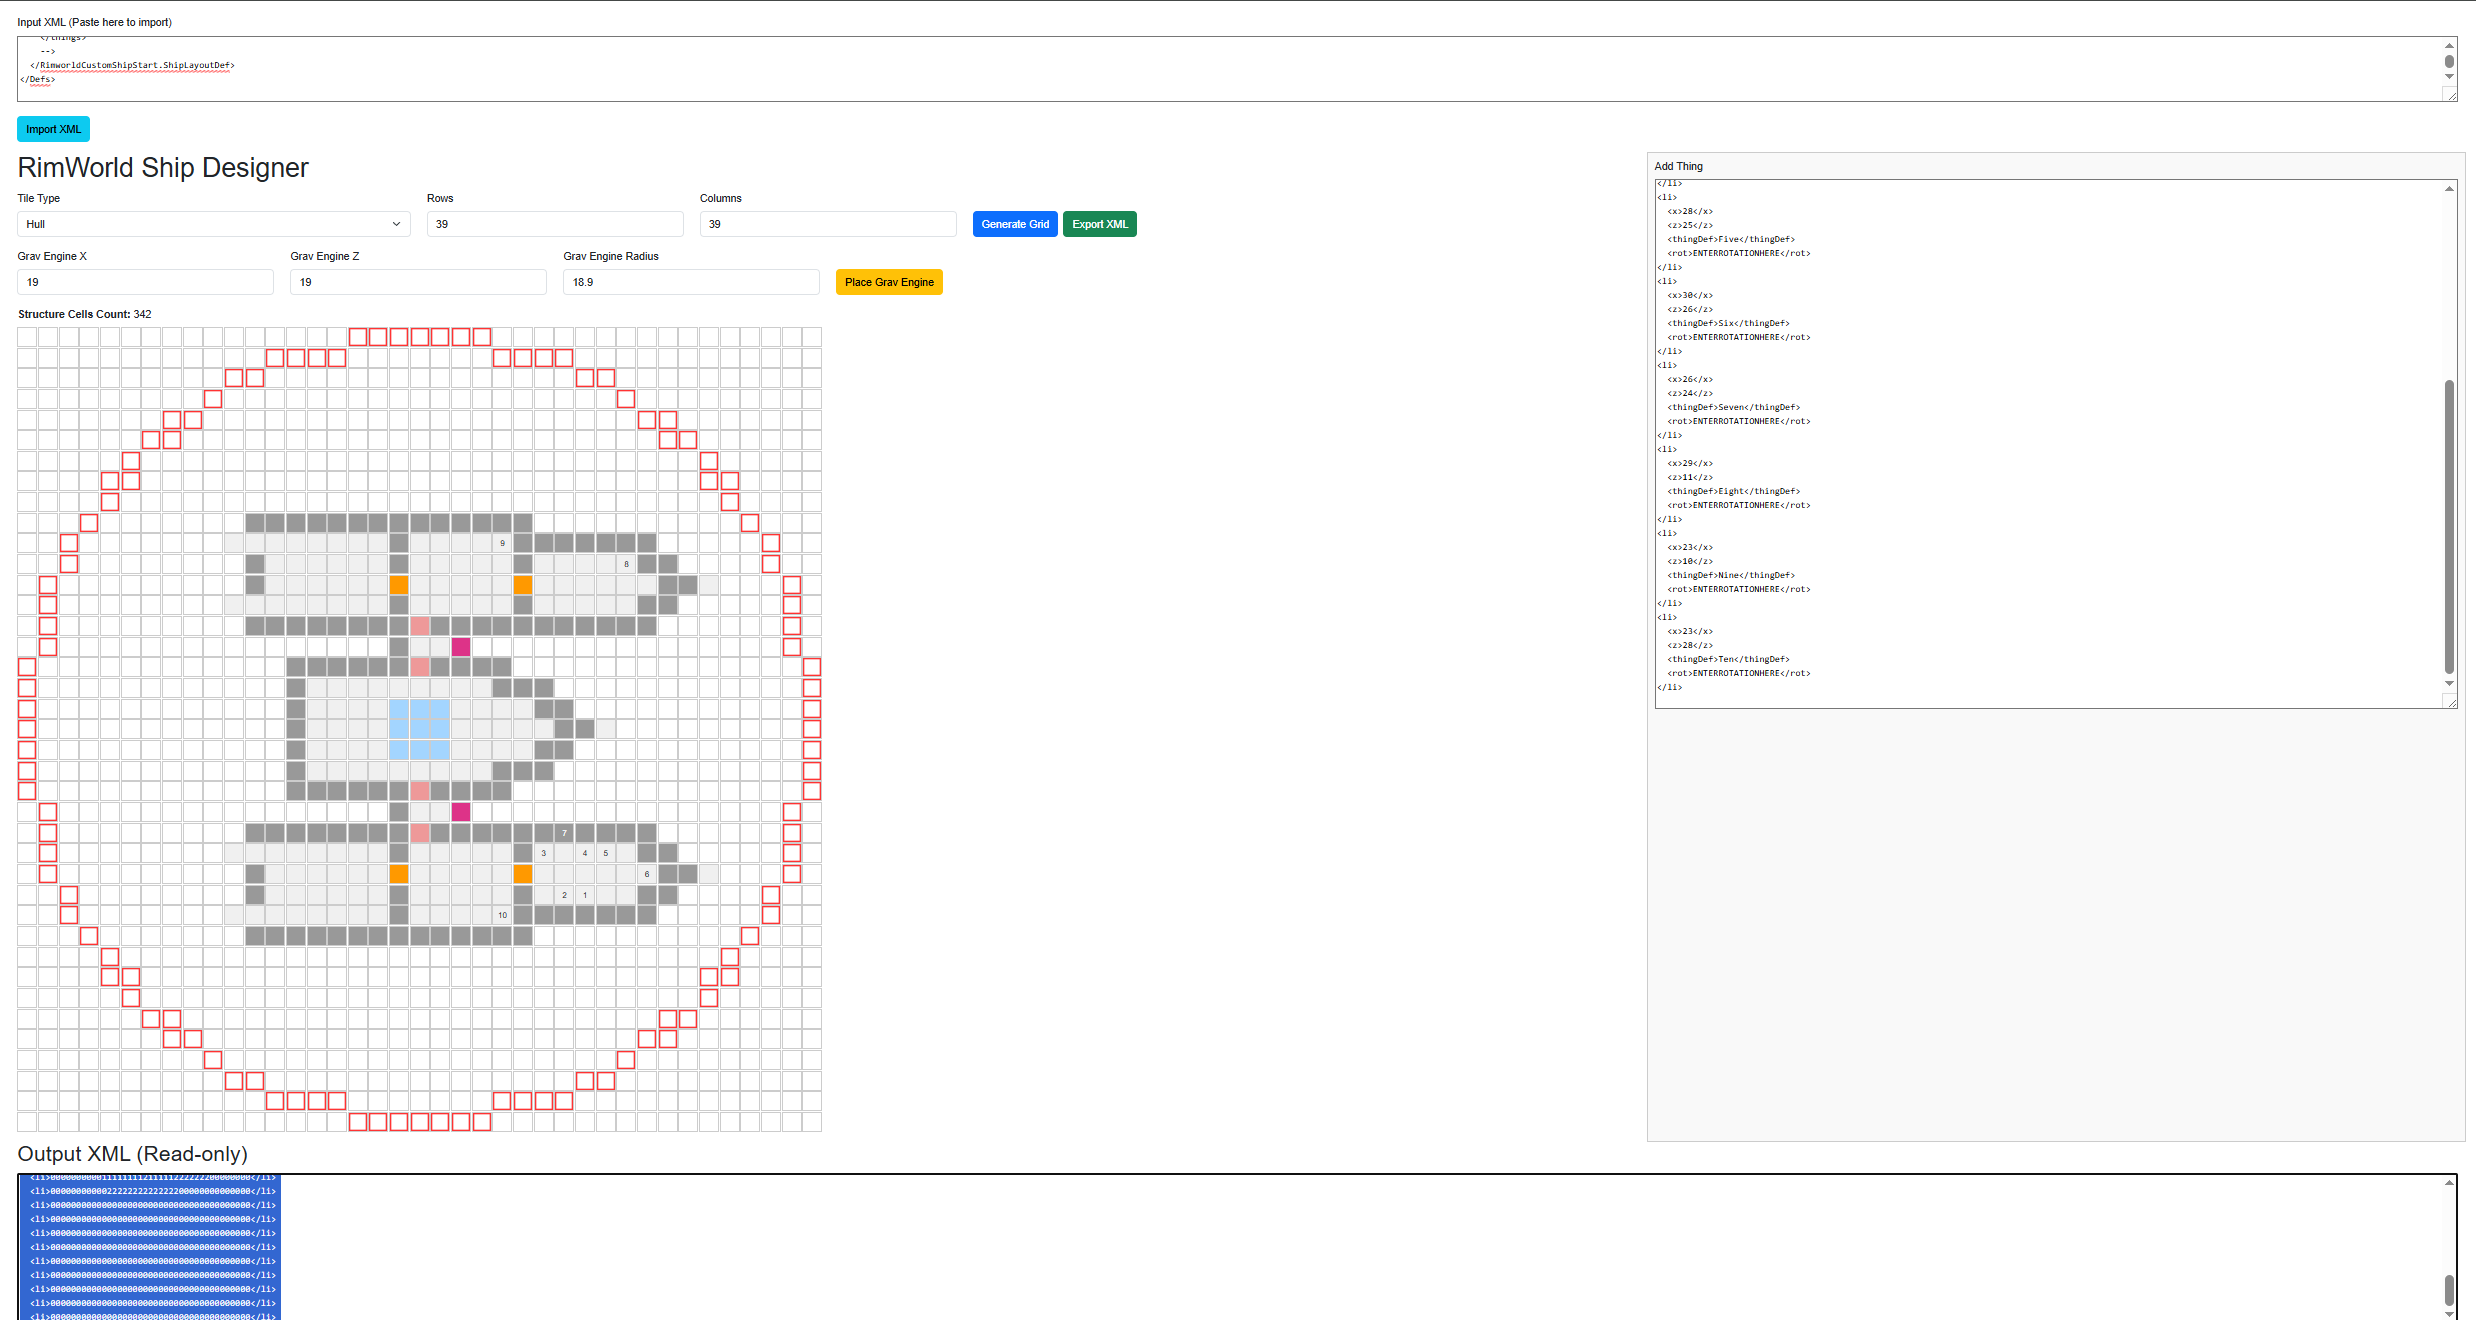 Input XML (Paste here to import)
</things>
-->
</RimworldCustomShipStart.ShipLayoutDef>
</Defs>
Import XML
RimWorld Ship Designer
Tile Type
Rows
Columns
Hull
39
39
Generate Grid
Export XML
Grav Engine X
Grav Engine Z
Grav Engine Radius
19
19
18.9
Place Grav Engine
Structure Cells Count: 342
9
8
7
3 4 5
6
2 1
10
Add Thing
</li>
<li>
<x>28</x>
<z>25</z>
<thingDef>Five</thingDef>
<rot>ENTERROTATIONHERE</rot>
</li>
<li>
<x>30</x>
<z>26</z>
<thingDef>Six</thingDef>
<rot>ENTERROTATIONHERE</rot>
</li>
<li>
<x>26</x>
<z>24</z>
<thingDef>Seven</thingDef>
<rot>ENTERROTATIONHERE</rot>
</li>
<li>
<x>29</x>
<z>11</z>
<thingDef>Eight</thingDef>
<rot>ENTERROTATIONHERE</rot>
</li>
<li>
<x>23</x>
<z>10</z>
<thingDef>Nine</thingDef>
<rot>ENTERROTATIONHERE</rot>
</li>
<li>
<x>23</x>
<z>28</z>
<thingDef>Ten</thingDef>
<rot>ENTERROTATIONHERE</rot>
</li>
Output XML (Read-only)
<li>000000000001111111121111122222220000000</li>
<li>000000000002222222222222200000000000000</li>
<li>000000000000000000000000000000000000000</li>
<li>000000000000000000000000000000000000000</li>
<li>000000000000000000000000000000000000000</li>
<li>000000000000000000000000000000000000000</li>
<li>000000000000000000000000000000000000000</li>
<li>000000000000000000000000000000000000000</li>
<li>000000000000000000000000000000000000000</li>
<li>000000000000000000000000000000000000000</li>
<li>000000000000000000000000000000000000000</li>